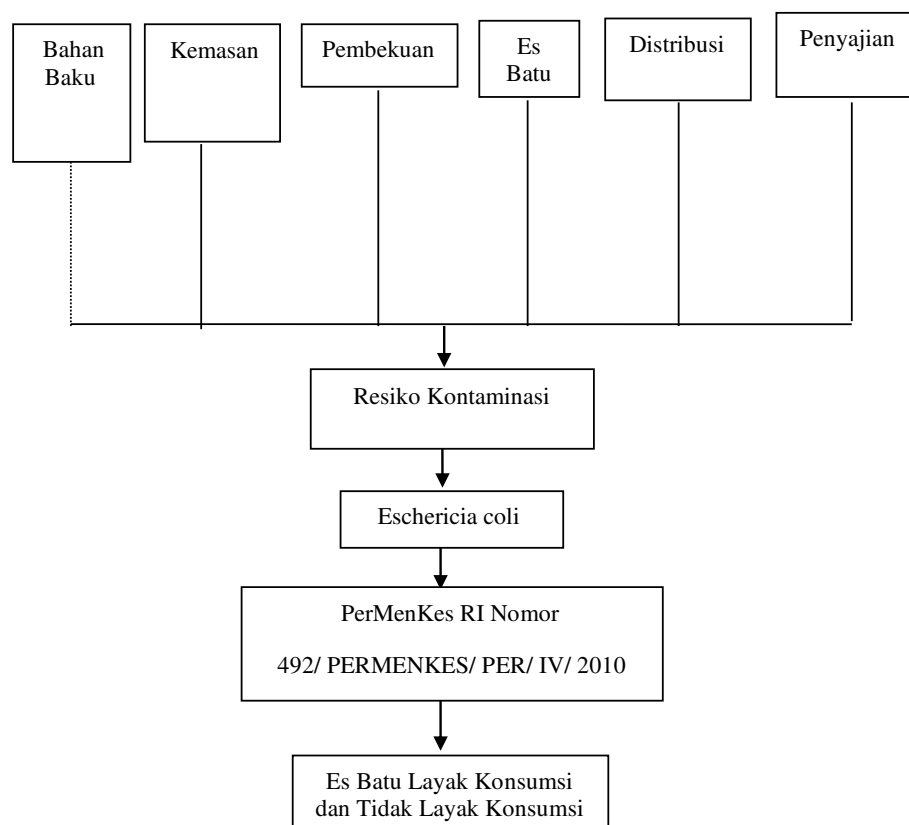 Bahan
Baku
Kemasan
Pembekuan
Es
Batu
Distribusi
Penyajian
Resiko Kontaminasi
Eschericia coli
PerMenKes RI Nomor
492/ PERMENKES/ PER/ IV/ 2010
Es Batu Layak Konsumsi
dan Tidak Layak Konsumsi